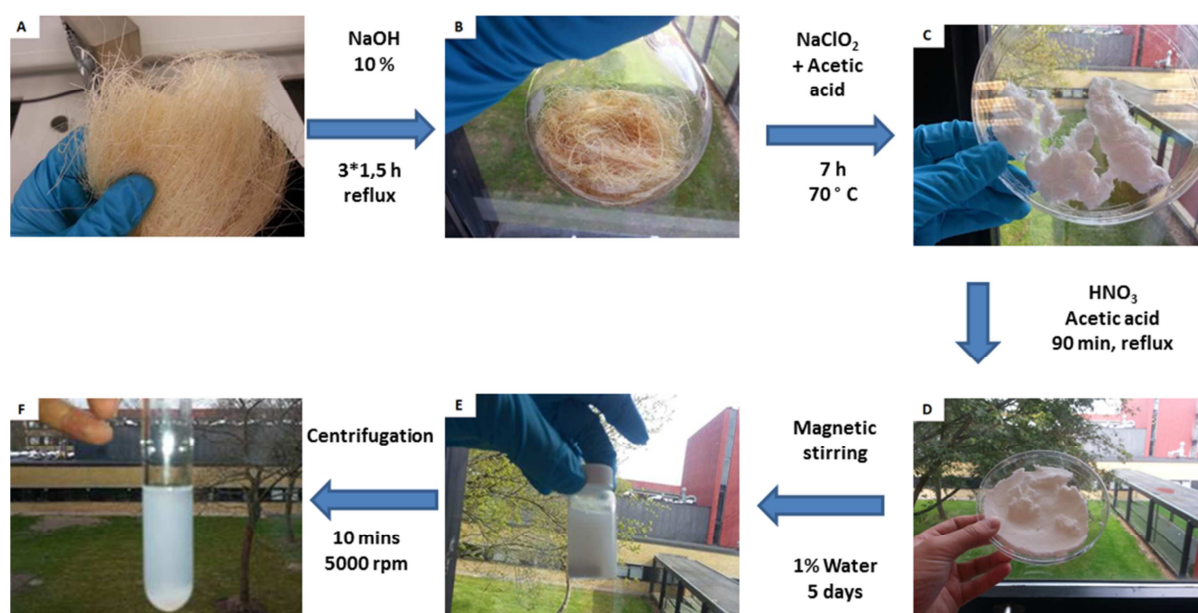 A
NaOH
10 %
3*1,5 h
reflux
B
NaClO₂
+ Acetic
acid
7 h
70 ° C
C
HNO₃
Acetic acid
90 min, reflux
D
Magnetic
stirring
1% Water
5 days
E
Centrifugation
10 mins
5000 rpm
F